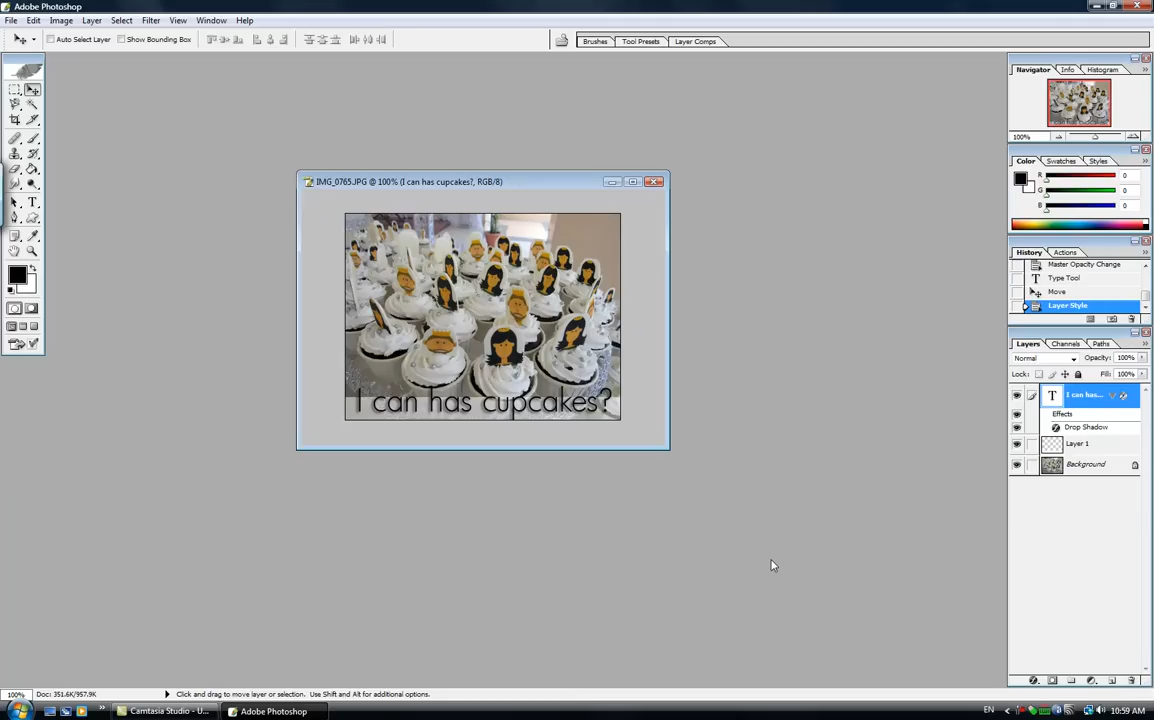 Adobe Photoshop
File Edit Image Layer Select Filter View Window Help
Auto Select Layer Show Bounding Box Brushes Tool Presets Layer Comps
Navigator Info Histogram
100%
Color Swatches Styles
R 0
G 0
B 0
History Actions
Master Opacity Change
Type Tool
Move
Layer Style
Layers Channels Paths
Normal Opacity: 100%
Lock: Fill: 100%
T I can has...
Effects
Drop Shadow
Layer 1
Background
IMG_0765.JPG @ 100% (I can has cupcakes?, RGB/8)
I can has cupcakes?
100% Doc: 351.6K/957.9K Click and drag to move layer or selection. Use Shift and Alt for additional options.
Camtasia Studio - U... Adobe Photoshop EN 10:59 AM